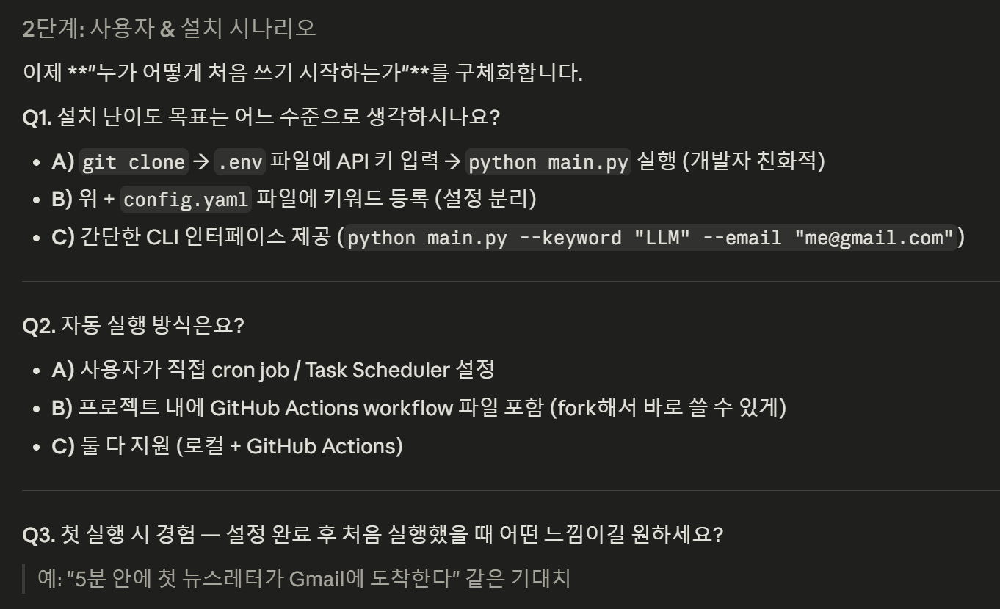 2단계: 사용자 & 설치 시나리오
이제 **"누가 어떻게 처음 쓰기 시작하는가"**를 구체화합니다.
Q1. 설치 난이도 목표는 어느 수준으로 생각하시나요?
• A) git clone → .env 파일에 API 키 입력 → python main.py 실행 (개발자 친화적)
• B) 위 + config.yaml 파일에 키워드 등록 (설정 분리)
• C) 간단한 CLI 인터페이스 제공 (python main.py --keyword "LLM" --email "me@gmail.com")
Q2. 자동 실행 방식은요?
• A) 사용자가 직접 cron job / Task Scheduler 설정
• B) 프로젝트 내에 GitHub Actions workflow 파일 포함 (fork해서 바로 쓸 수 있게)
• C) 둘 다 지원 (로컬 + GitHub Actions)
Q3. 첫 실행 시 경험 — 설정 완료 후 처음 실행했을 때 어떤 느낌이길 원하세요?
예: "5분 안에 첫 뉴스레터가 Gmail에 도착한다" 같은 기대치